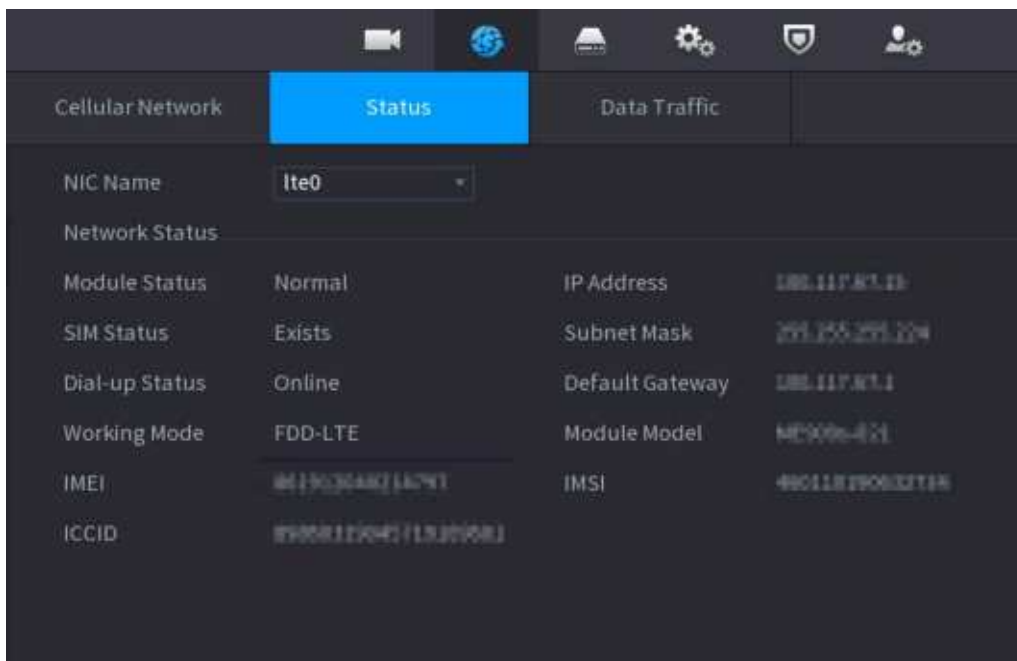 Cellular Network Status Data Traffic
NIC Name lte0
Network Status
Module Status Normal IP Address
SIM Status Exists Subnet Mask
Dial-up Status Online Default Gateway
Working Mode FDD-LTE Module Model
IMEI IMSI
ICCID